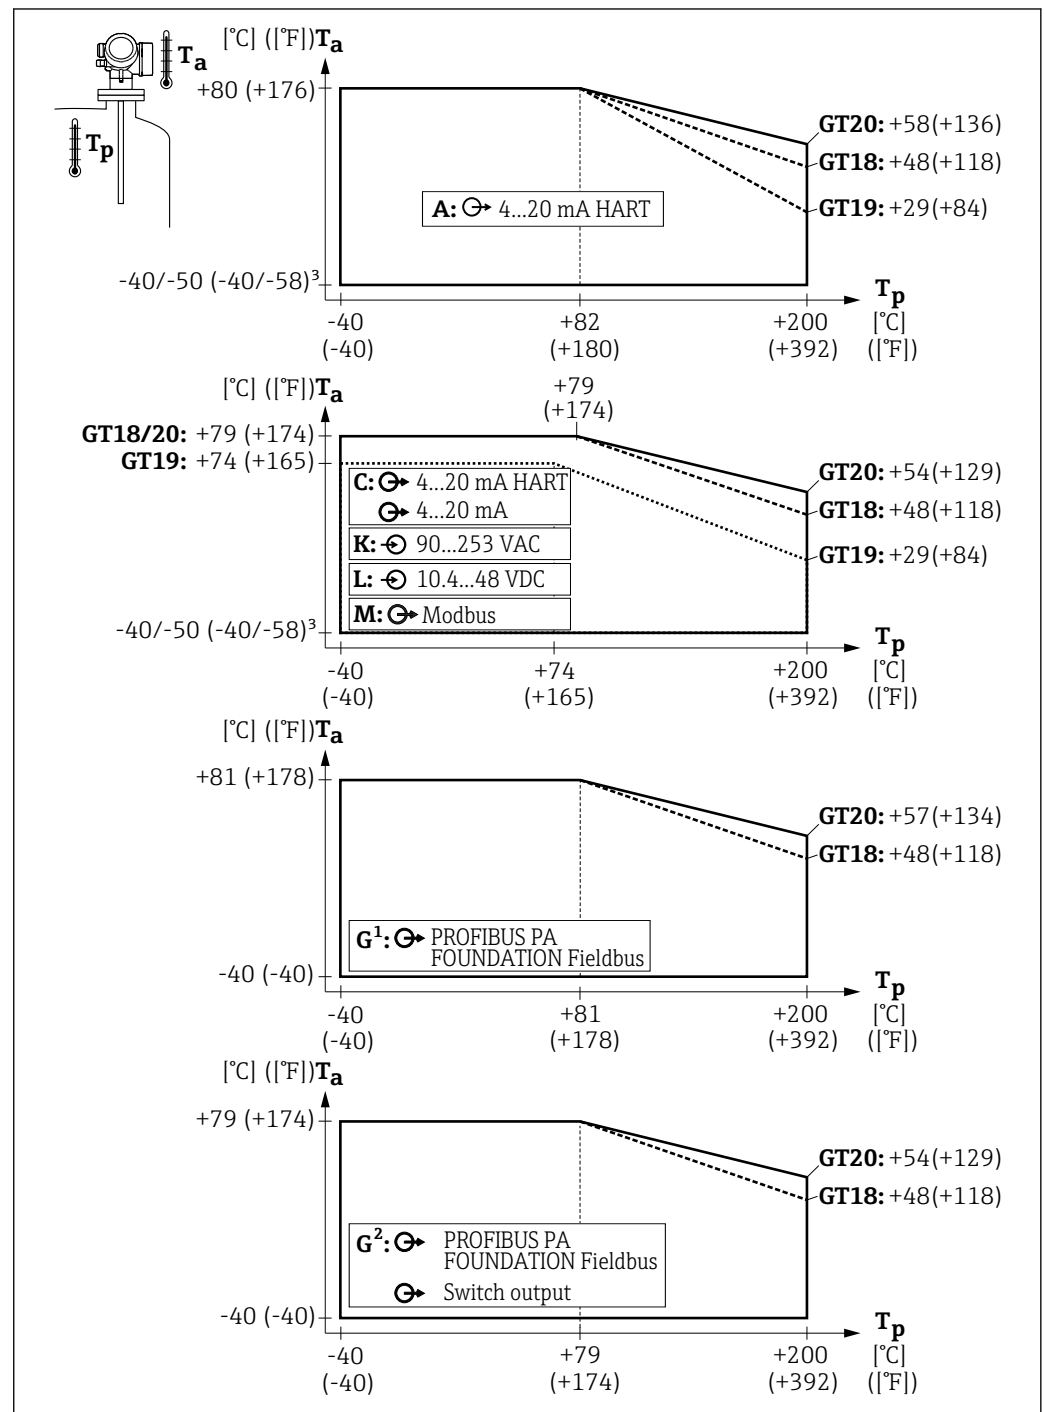 [°C] ([°F])Ta
Ta
Tp
+80 (+176)
GT20: +58(+136)
GT18: +48(+118)
A: 4...20 mA HART
GT19: +29(+84)
-40/-50 (-40/-58)³
Tp
-40 +82 +200 [°C]
(-40) (+180) (+392) ([°F])
[°C] ([°F])Ta
+79
(+174)
GT18/20: +79 (+174)
GT19: +74 (+165)
GT20: +54(+129)
C: 4...20 mA HART
4...20 mA
GT18: +48(+118)
K: 90...253 VAC
GT19: +29(+84)
L: 10.4...48 VDC
M: Modbus
-40/-50 (-40/-58)³
Tp
-40 +74 +200 [°C]
(-40) (+165) (+392) ([°F])
[°C] ([°F])Ta
+81 (+178)
GT20: +57(+134)
GT18: +48(+118)
G¹: PROFIBUS PA
FOUNDATION Fieldbus
-40 (-40)
Tp
-40 +81 +200 [°C]
(-40) (+178) (+392) ([°F])
[°C] ([°F])Ta
+79 (+174)
GT20: +54(+129)
GT18: +48(+118)
G²: PROFIBUS PA
FOUNDATION Fieldbus
Switch output
-40 (-40)
Tp
-40 +79 +200 [°C]
(-40) (+174) (+392) ([°F])